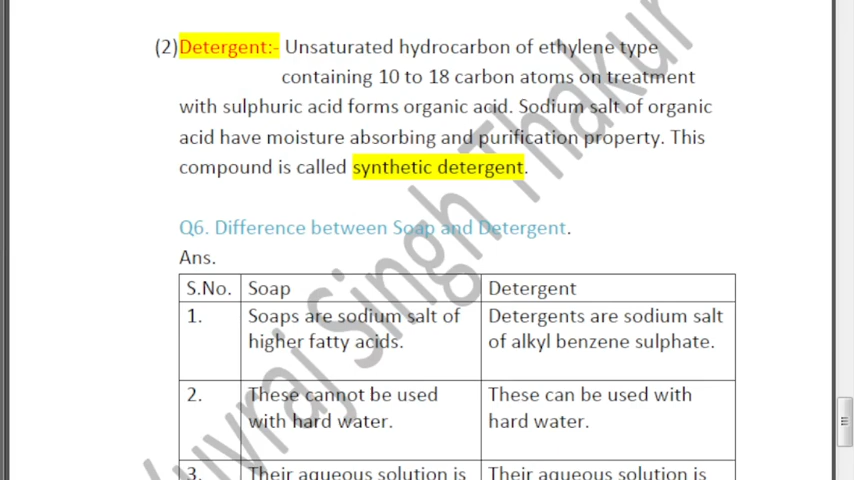 (2)Detergent:- Unsaturated hydrocarbon of ethylene type
containing 10 to 18 carbon atoms on treatment
with sulphuric acid forms organic acid. Sodium salt of organic
acid have moisture absorbing and purification property. This
compound is called synthetic detergent.
Q6. Difference between Soap and Detergent.
Ans.
S.No. Soap Detergent
1. Soaps are sodium salt of Detergents are sodium salt
higher fatty acids. of alkyl benzene sulphate.
2. These cannot be used These can be used with
with hard water. hard water.
3. Their aqueous solution is Their aqueous solution is
Yuvraj Singh Thakur